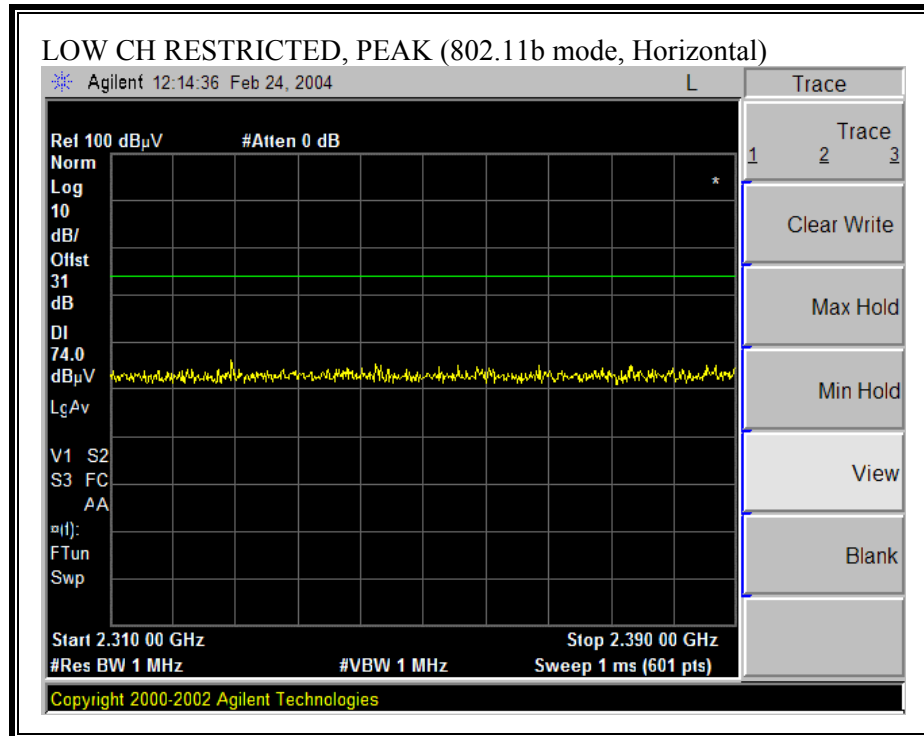 LOW CH RESTRICTED, PEAK (802.11b mode, Horizontal)
Agilent 12:14:36 Feb 24, 2004 L
Trace
Ref 100 dBµV #Atten 0 dB
Norm
Log
10
dB/
Offst
31
dB
DI
74.0
dBµV
LgAv
V1 S2
S3 FC
AA
¤(f):
FTun
Swp
*
Start 2.310 00 GHz Stop 2.390 00 GHz
#Res BW 1 MHz #VBW 1 MHz Sweep 1 ms (601 pts)
Trace
1 2 3
Clear Write
Max Hold
Min Hold
View
Blank
Copyright 2000-2002 Agilent Technologies